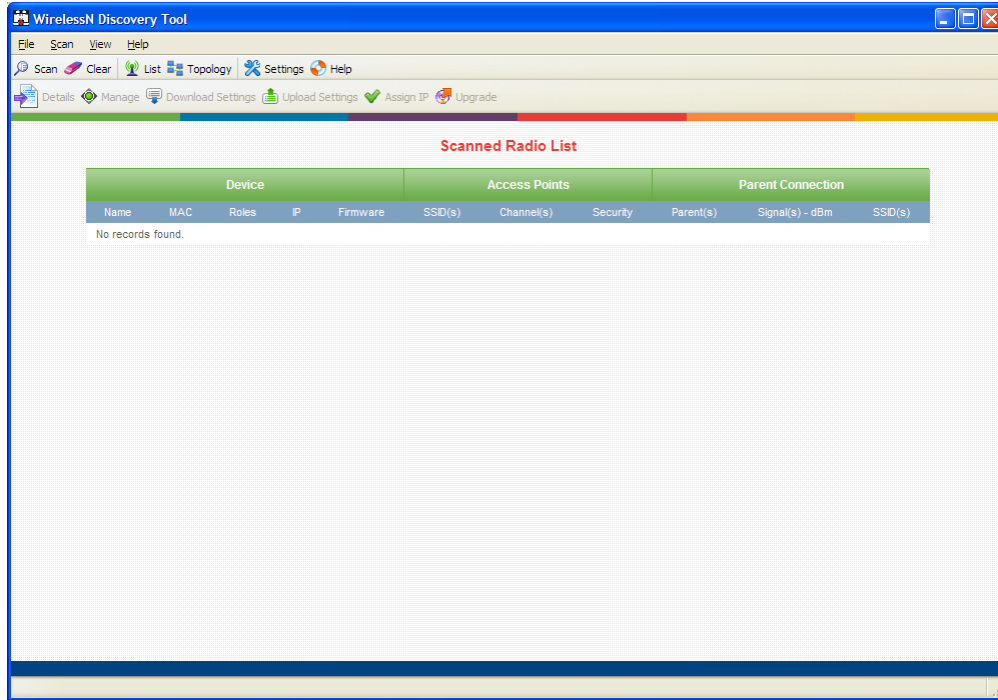 WirelessN Discovery Tool
File Scan View Help
Scan Clear List Topology Settings Help
Details Manage Download Settings Upload Settings Assign IP Upgrade
Scanned Radio List
Device Access Points Parent Connection
Name MAC Roles IP Firmware SSID(s) Channel(s) Security Parent(s) Signal(s) - dBm SSID(s)
No records found.